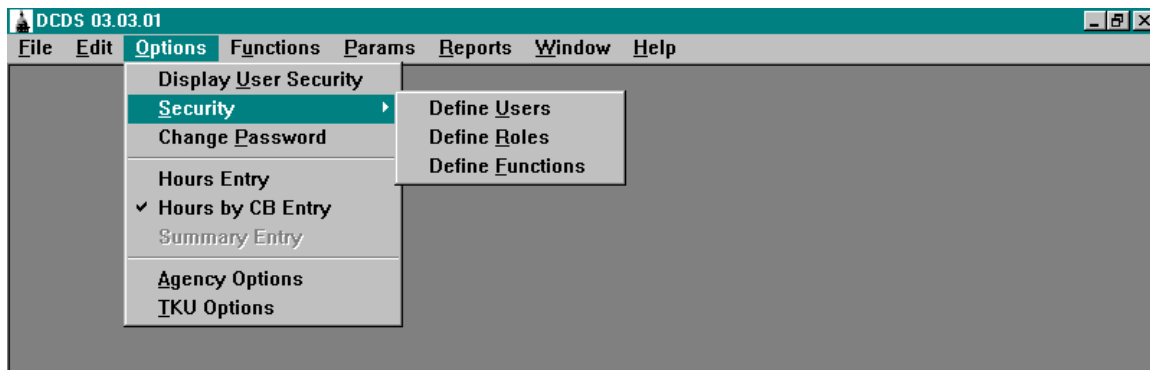 DCDS 03.03.01
File Edit Options Functions Params Reports Window Help
Display User Security
Security
Change Password
Hours Entry
Hours by CB Entry
Summary Entry
Agency Options
TKU Options
Define Users
Define Roles
Define Functions